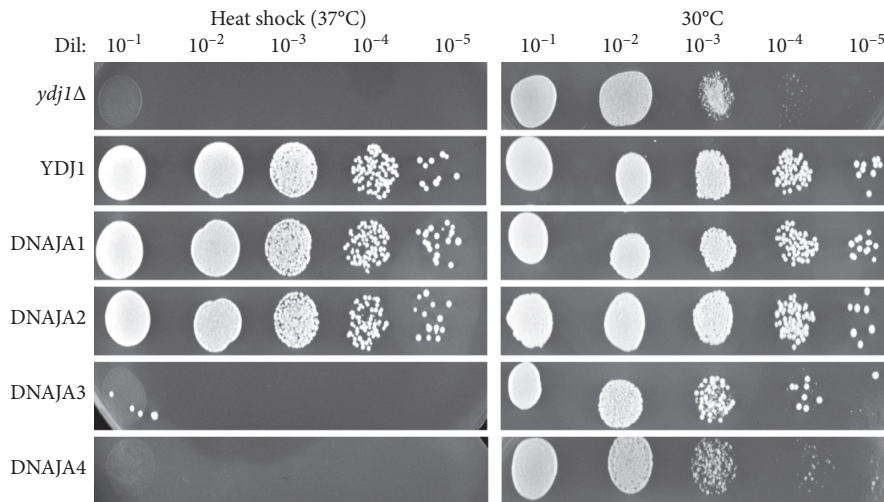 Heat shock (37°C) 30°C
Dil: 10⁻¹ 10⁻² 10⁻³ 10⁻⁴ 10⁻⁵ 10⁻¹ 10⁻² 10⁻³ 10⁻⁴ 10⁻⁵
ydj1Δ
YDJ1
DNAJA1
DNAJA2
DNAJA3
DNAJA4